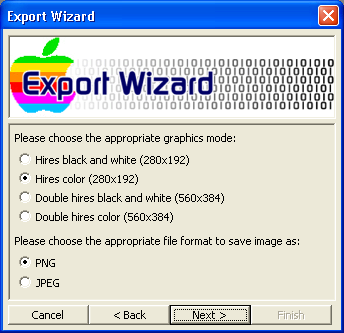 Export Wizard
Export Wizard
Please choose the appropriate graphics mode:
Hires black and white (280x192)
Hires color (280x192)
Double hires black and white (560x384)
Double hires color (560x384)
Please choose the appropriate file format to save image as:
PNG
JPEG
Cancel
< Back
Next >
Finish